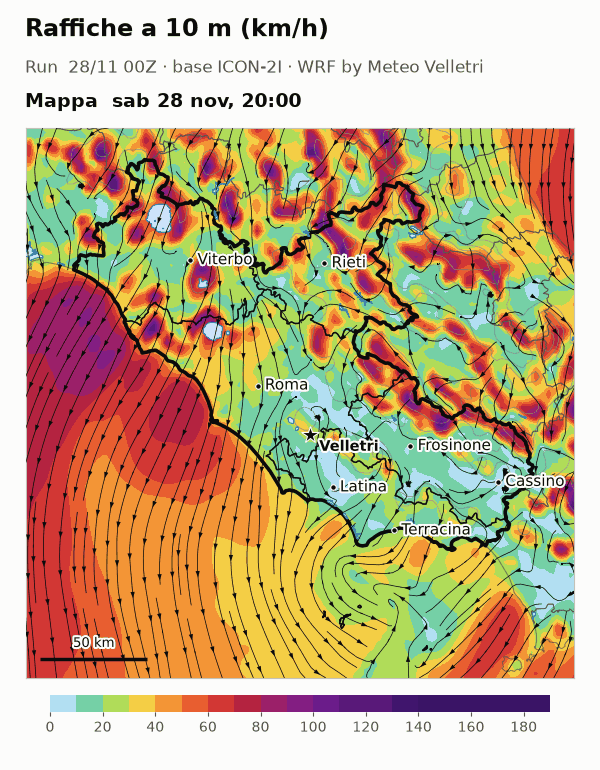 Raffiche a 10 m (km/h)
Run  28/11 00Z · base ICON-2I · WRF by Meteo Velletri
Mappa  sab 28 nov, 20:00
Viterbo
Rieti
Roma
Velletri
Frosinone
Latina
Cassino
Terracina
50 km
0 20 40 60 80 100 120 140 160 180